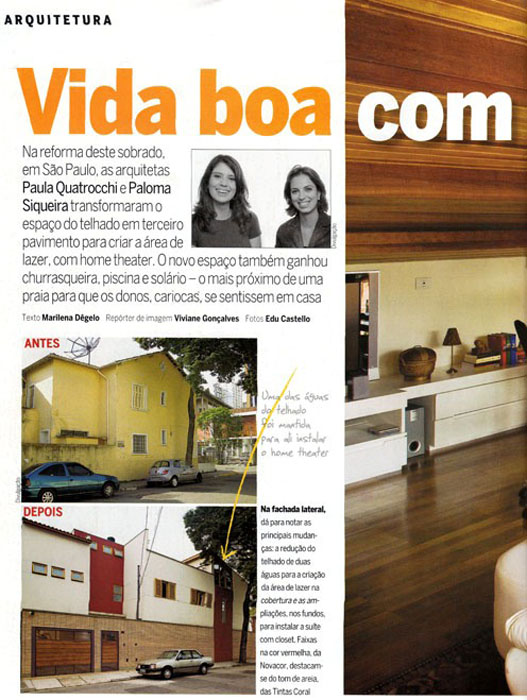 ARQUITETURA
Vida boa com
Na reforma deste sobrado,
em São Paulo, as arquitetas
Paula Quatrocchi e Paloma
Siqueira transformaram o
espaço do telhado em terceiro
pavimento para criar a área de
lazer, com home theater. O novo espaço também ganhou
churrasqueira, piscina e solário – o mais próximo de uma
praia para que os donos, cariocas, se sentissem em casa
Texto Marilena Dêgelo Repórter de imagem Viviane Gonçalves Fotos Edu Castello
Divulgação
ANTES
Uma das águas
do telhado
foi mantida
para ali instalar
o home theater
Divulgação
DEPOIS
Na fachada lateral,
dá para notar as
principais mudan-
ças: a redução do
telhado de duas
águas para a criação
da área de lazer na
cobertura e as am-
pliações, nos fundos,
para instalar a suíte
com closet. Faixas
na cor vermelha, da
Novacor, destacam-
se do tom de areia,
das Tintas Coral